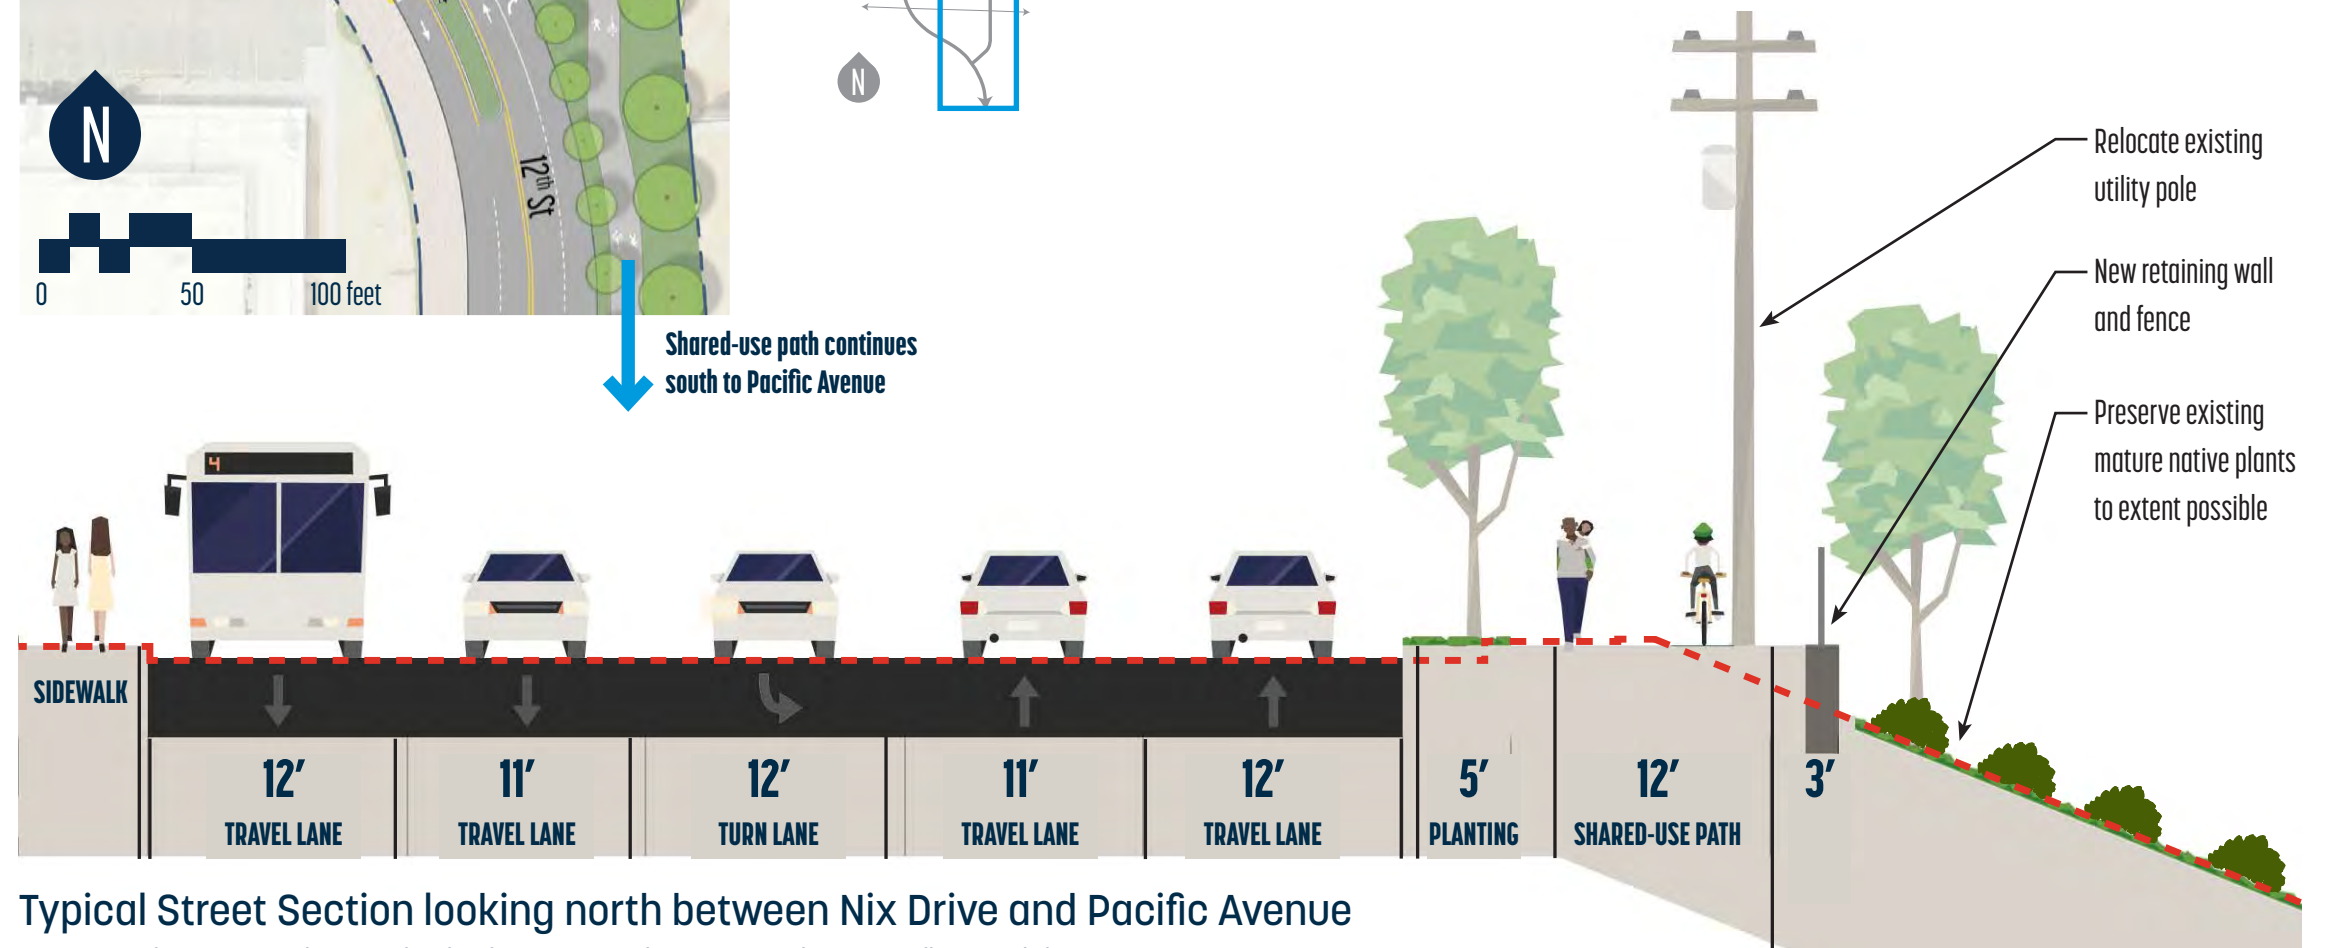 N
0 50 100 feet
12th St
N
Shared-use path continues
south to Pacific Avenue
Relocate existing
utility pole
New retaining wall
and fence
Preserve existing
mature native plants
to extent possible
4
SIDEWALK
12’
TRAVEL LANE
11’
TRAVEL LANE
12’
TURN LANE
11’
TRAVEL LANE
12’
TRAVEL LANE
5’
PLANTING
12’
SHARED-USE PATH
3’
Typical Street Section looking north between Nix Drive and Pacific Avenue